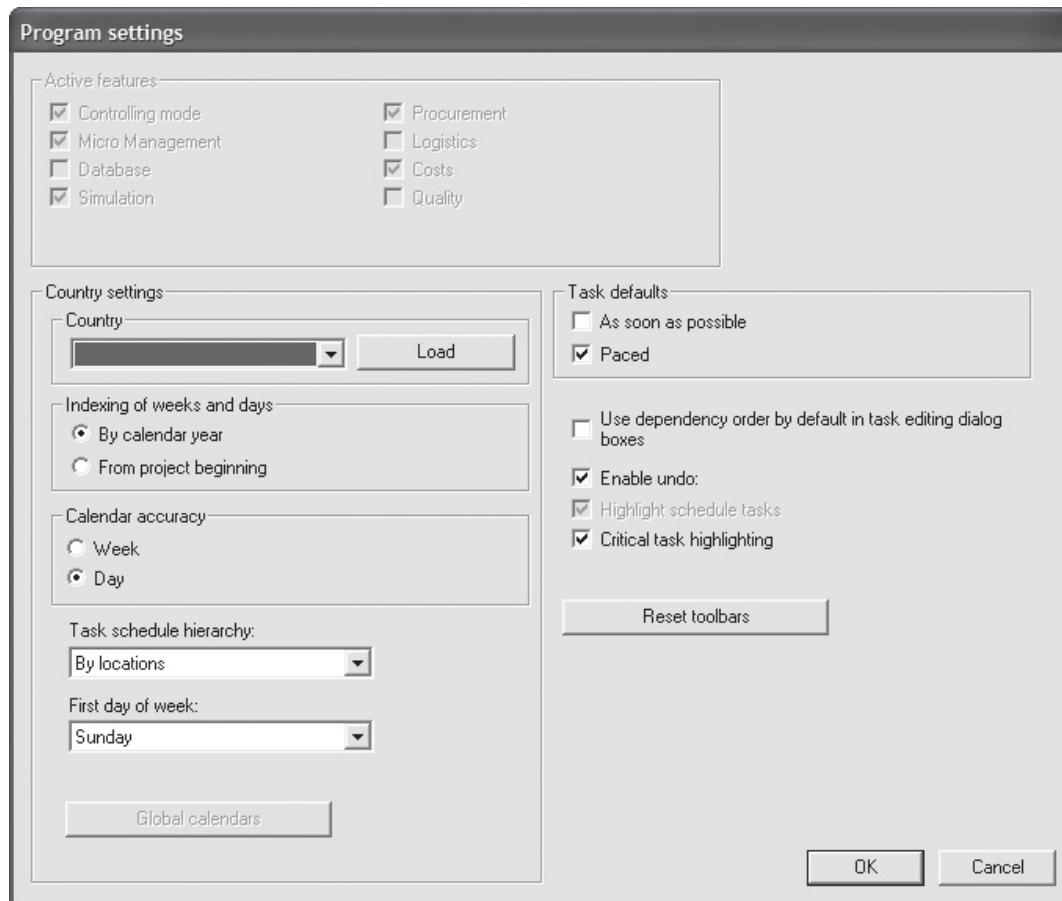 Program settings
Active features
Controlling mode
Micro Management
Database
Simulation
Procurement
Logistics
Costs
Quality
Country settings
Country
Load
Indexing of weeks and days
By calendar year
From project beginning
Calendar accuracy
Week
Day
Task schedule hierarchy:
By locations
First day of week:
Sunday
Global calendars
Task defaults
As soon as possible
Paced
Use dependency order by default in task editing dialog
boxes
Enable undo:
Highlight schedule tasks
Critical task highlighting
Reset toolbars
OK
Cancel